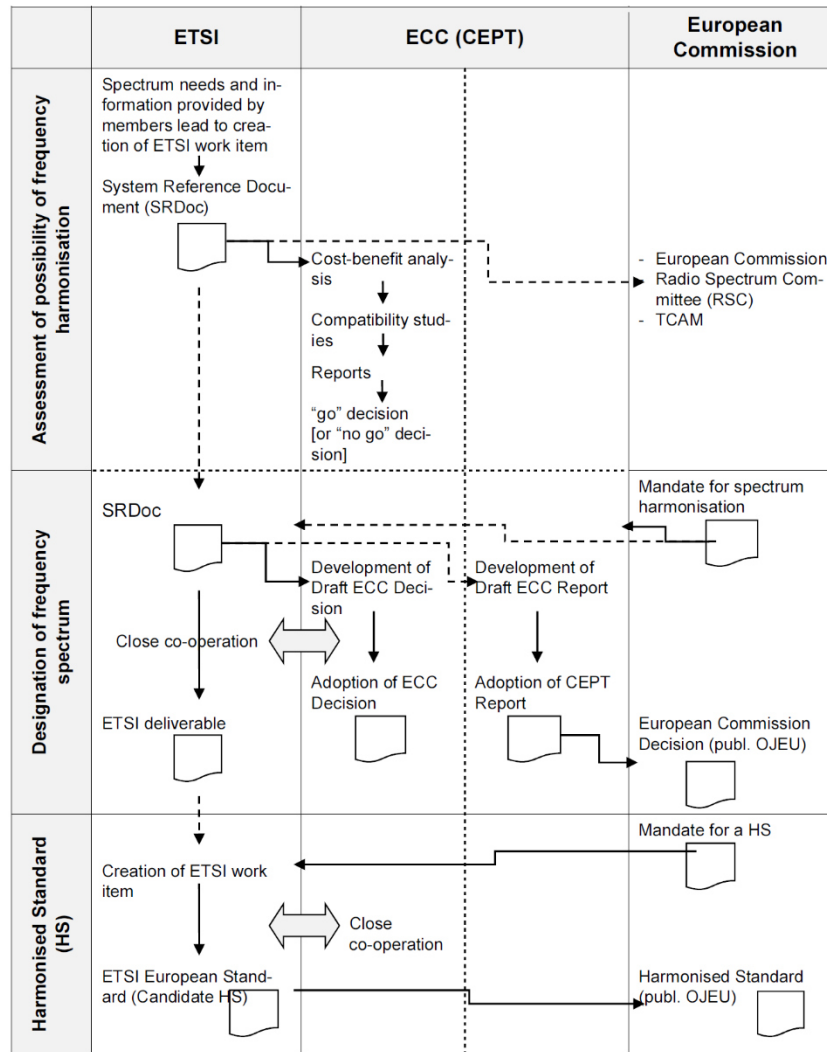 ETSI
ECC (CEPT)
European
Commission
Assessment of possibility of frequency
harmonisation
Spectrum needs and in-
formation provided by
members lead to crea-
tion of ETSI work item
System Reference Docu-
ment (SRDoc)
Cost-benefit analy-
sis
Compatibility stud-
ies
Reports
“go” decision
[or “no go” deci-
sion]
- European Commission
- Radio Spectrum Com-
mittee (RSC)
- TCAM
Designation of frequency
spectrum
SRDoc
Close co-operation
ETSI deliverable
Development of
Draft ECC Deci-
sion
Adoption of ECC
Decision
Development of
Draft ECC Report
Adoption of CEPT
Report
Mandate for spectrum
harmonisation
European Commission
Decision (publ. OJEU)
Harmonised Standard
(HS)
Creation of ETSI work
item
Close
co-operation
ETSI European Stand-
ard (Candidate HS)
Mandate for a HS
Harmonised Standard
(publ. OJEU)